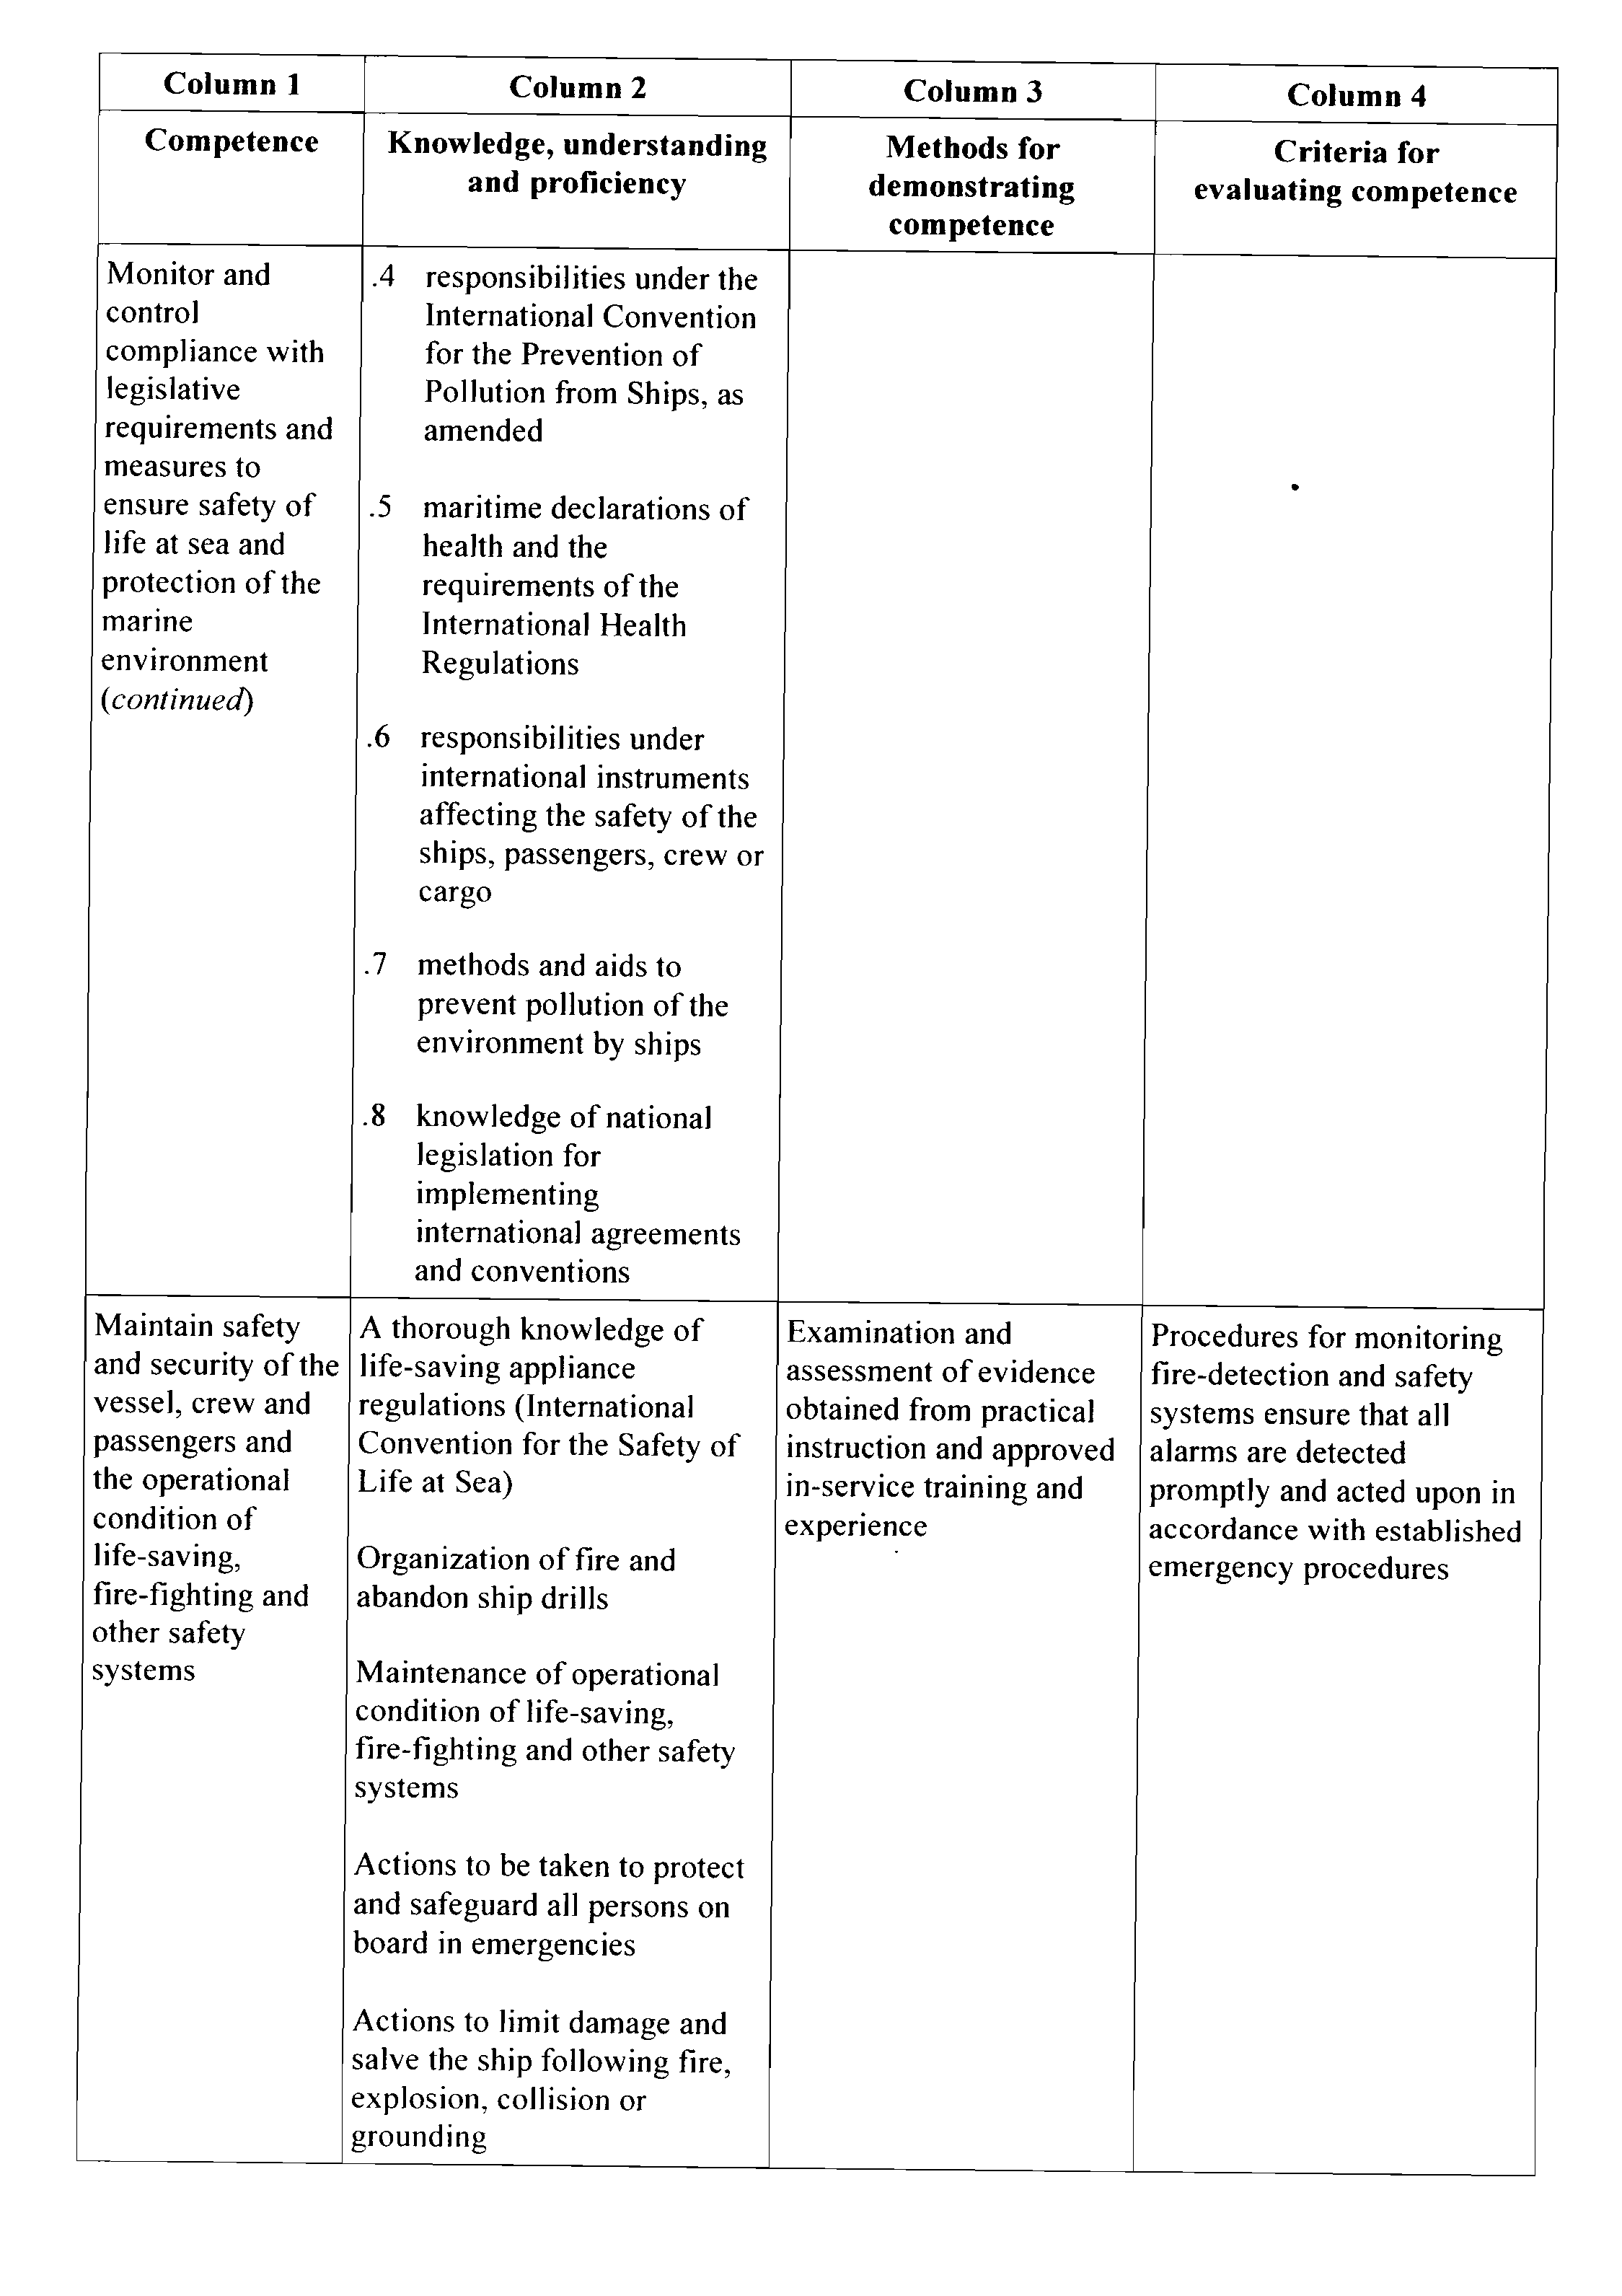 Column 1
Column 2
Column 3
Column 4
Competence
Knowledge, understanding
and proficiency
Methods for
demonstrating
competence
Criteria for
evaluating competence
Monitor and
control
compliance with
legislative
requirements and
measures to
ensure safety of
life at sea and
protection of the
marine
environment
(continued)
.4 responsibilities under the
International Convention
for the Prevention of
Pollution from Ships, as
amended
.5 maritime declarations of
health and the
requirements of the
International Health
Regulations
.6 responsibilities under
international instruments
affecting the safety of the
ships, passengers, crew or
cargo
.7 methods and aids to
prevent pollution of the
environment by ships
.8 knowledge of national
legislation for
implementing
international agreements
and conventions
Maintain safety
and security of the
vessel, crew and
passengers and
the operational
condition of
life-saving,
fire-fighting and
other safety
systems
A thorough knowledge of
life-saving appliance
regulations (International
Convention for the Safety of
Life at Sea)
Organization of fire and
abandon ship drills
Maintenance of operational
condition of life-saving,
fire-fighting and other safety
systems
Actions to be taken to protect
and safeguard all persons on
board in emergencies
Actions to limit damage and
salve the ship following fire,
explosion, collision or
grounding
Examination and
assessment of evidence
obtained from practical
instruction and approved
in-service training and
experience
Procedures for monitoring
fire-detection and safety
systems ensure that all
alarms are detected
promptly and acted upon in
accordance with established
emergency procedures